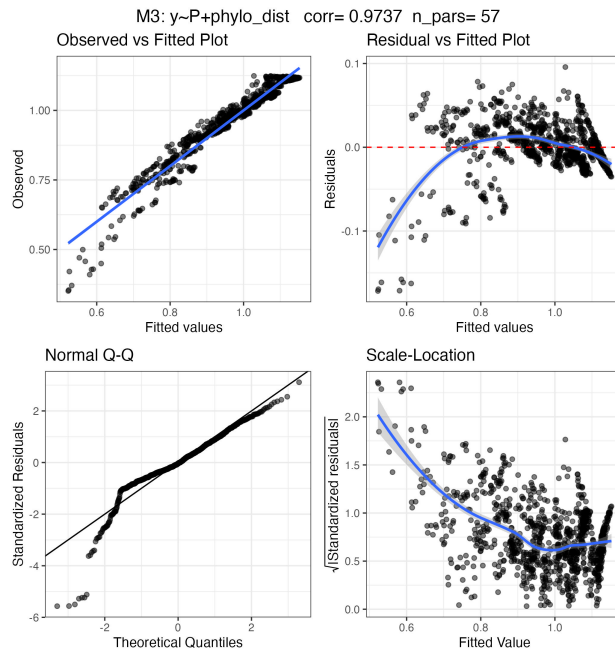 M3: y~P+phylo_dist corr= 0.9737 n_pars= 57
Observed vs Fitted Plot
1.00
0.75
0.50
0.6 0.8 1.0
Observed
Fitted values
Residual vs Fitted Plot
0.1
0.0
-0.1
0.6 0.8 1.0
Residuals
Fitted values
Normal Q-Q
2
0
-2
-4
-6
-2 0 2
Standardized Residuals
Theoretical Quantiles
Scale-Location
2.0
1.5
1.0
0.5
0.0
0.6 0.8 1.0
√|Standardized residuals|
Fitted Value